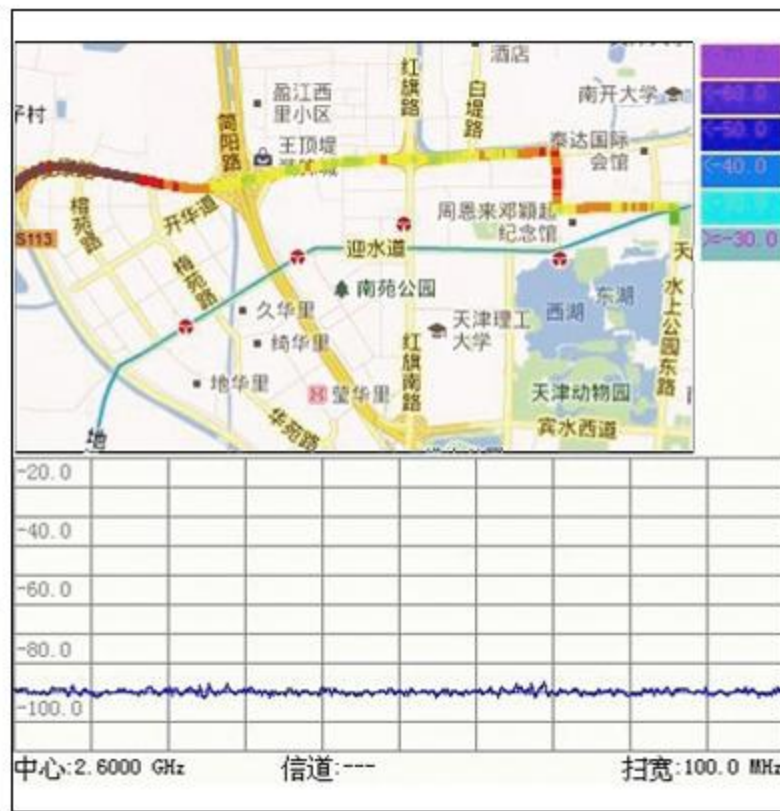 酒店
红旗路
白堤路
南开大学
盈江西
里小区
子村
简阳路
王顶堤
泰达国际
会馆
<-60.0
<-50.0
<-40.0
>=-30.0
榕苑路
开华道
周恩来邓颖超
纪念馆
S113
迎水道
梅苑路
南苑公园
西湖
东湖
水上公园东路
久华里
天津理工
大学
绮华里
红旗南路
地华里
莹华里
天津动物园
华苑路
宾水西道
地
天
-20.0
-40.0
-60.0
-80.0
-100.0
中心:2.6000 GHz
信道:---
扫宽:100.0 MHz